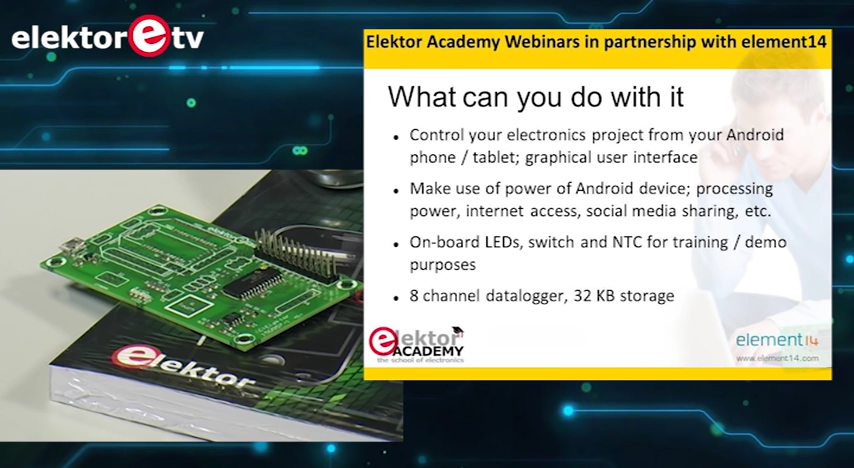 elektor e tv
Elektor Academy Webinars in partnership with element14
What can you do with it
• Control your electronics project from your Android
phone / tablet; graphical user interface
• Make use of power of Android device; processing
power, internet access, social media sharing, etc.
• On-board LEDs, switch and NTC for training / demo
purposes
• 8 channel datalogger, 32 KB storage
elektor
ACADEMY
the school of electronics
element14
www.element14.com
elektor
elektor